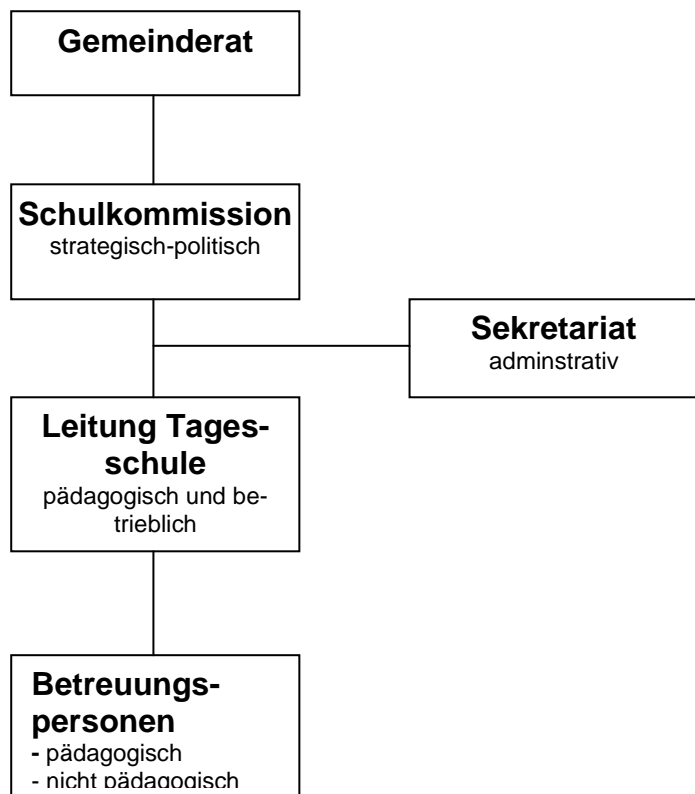 Gemeinderat
Schulkommission
strategisch-politisch
Sekretariat
adminstrativ
Leitung Tages-
schule
pädagogisch und be-
trieblich
Betreuungs-
personen
- pädagogisch
- nicht pädagogisch